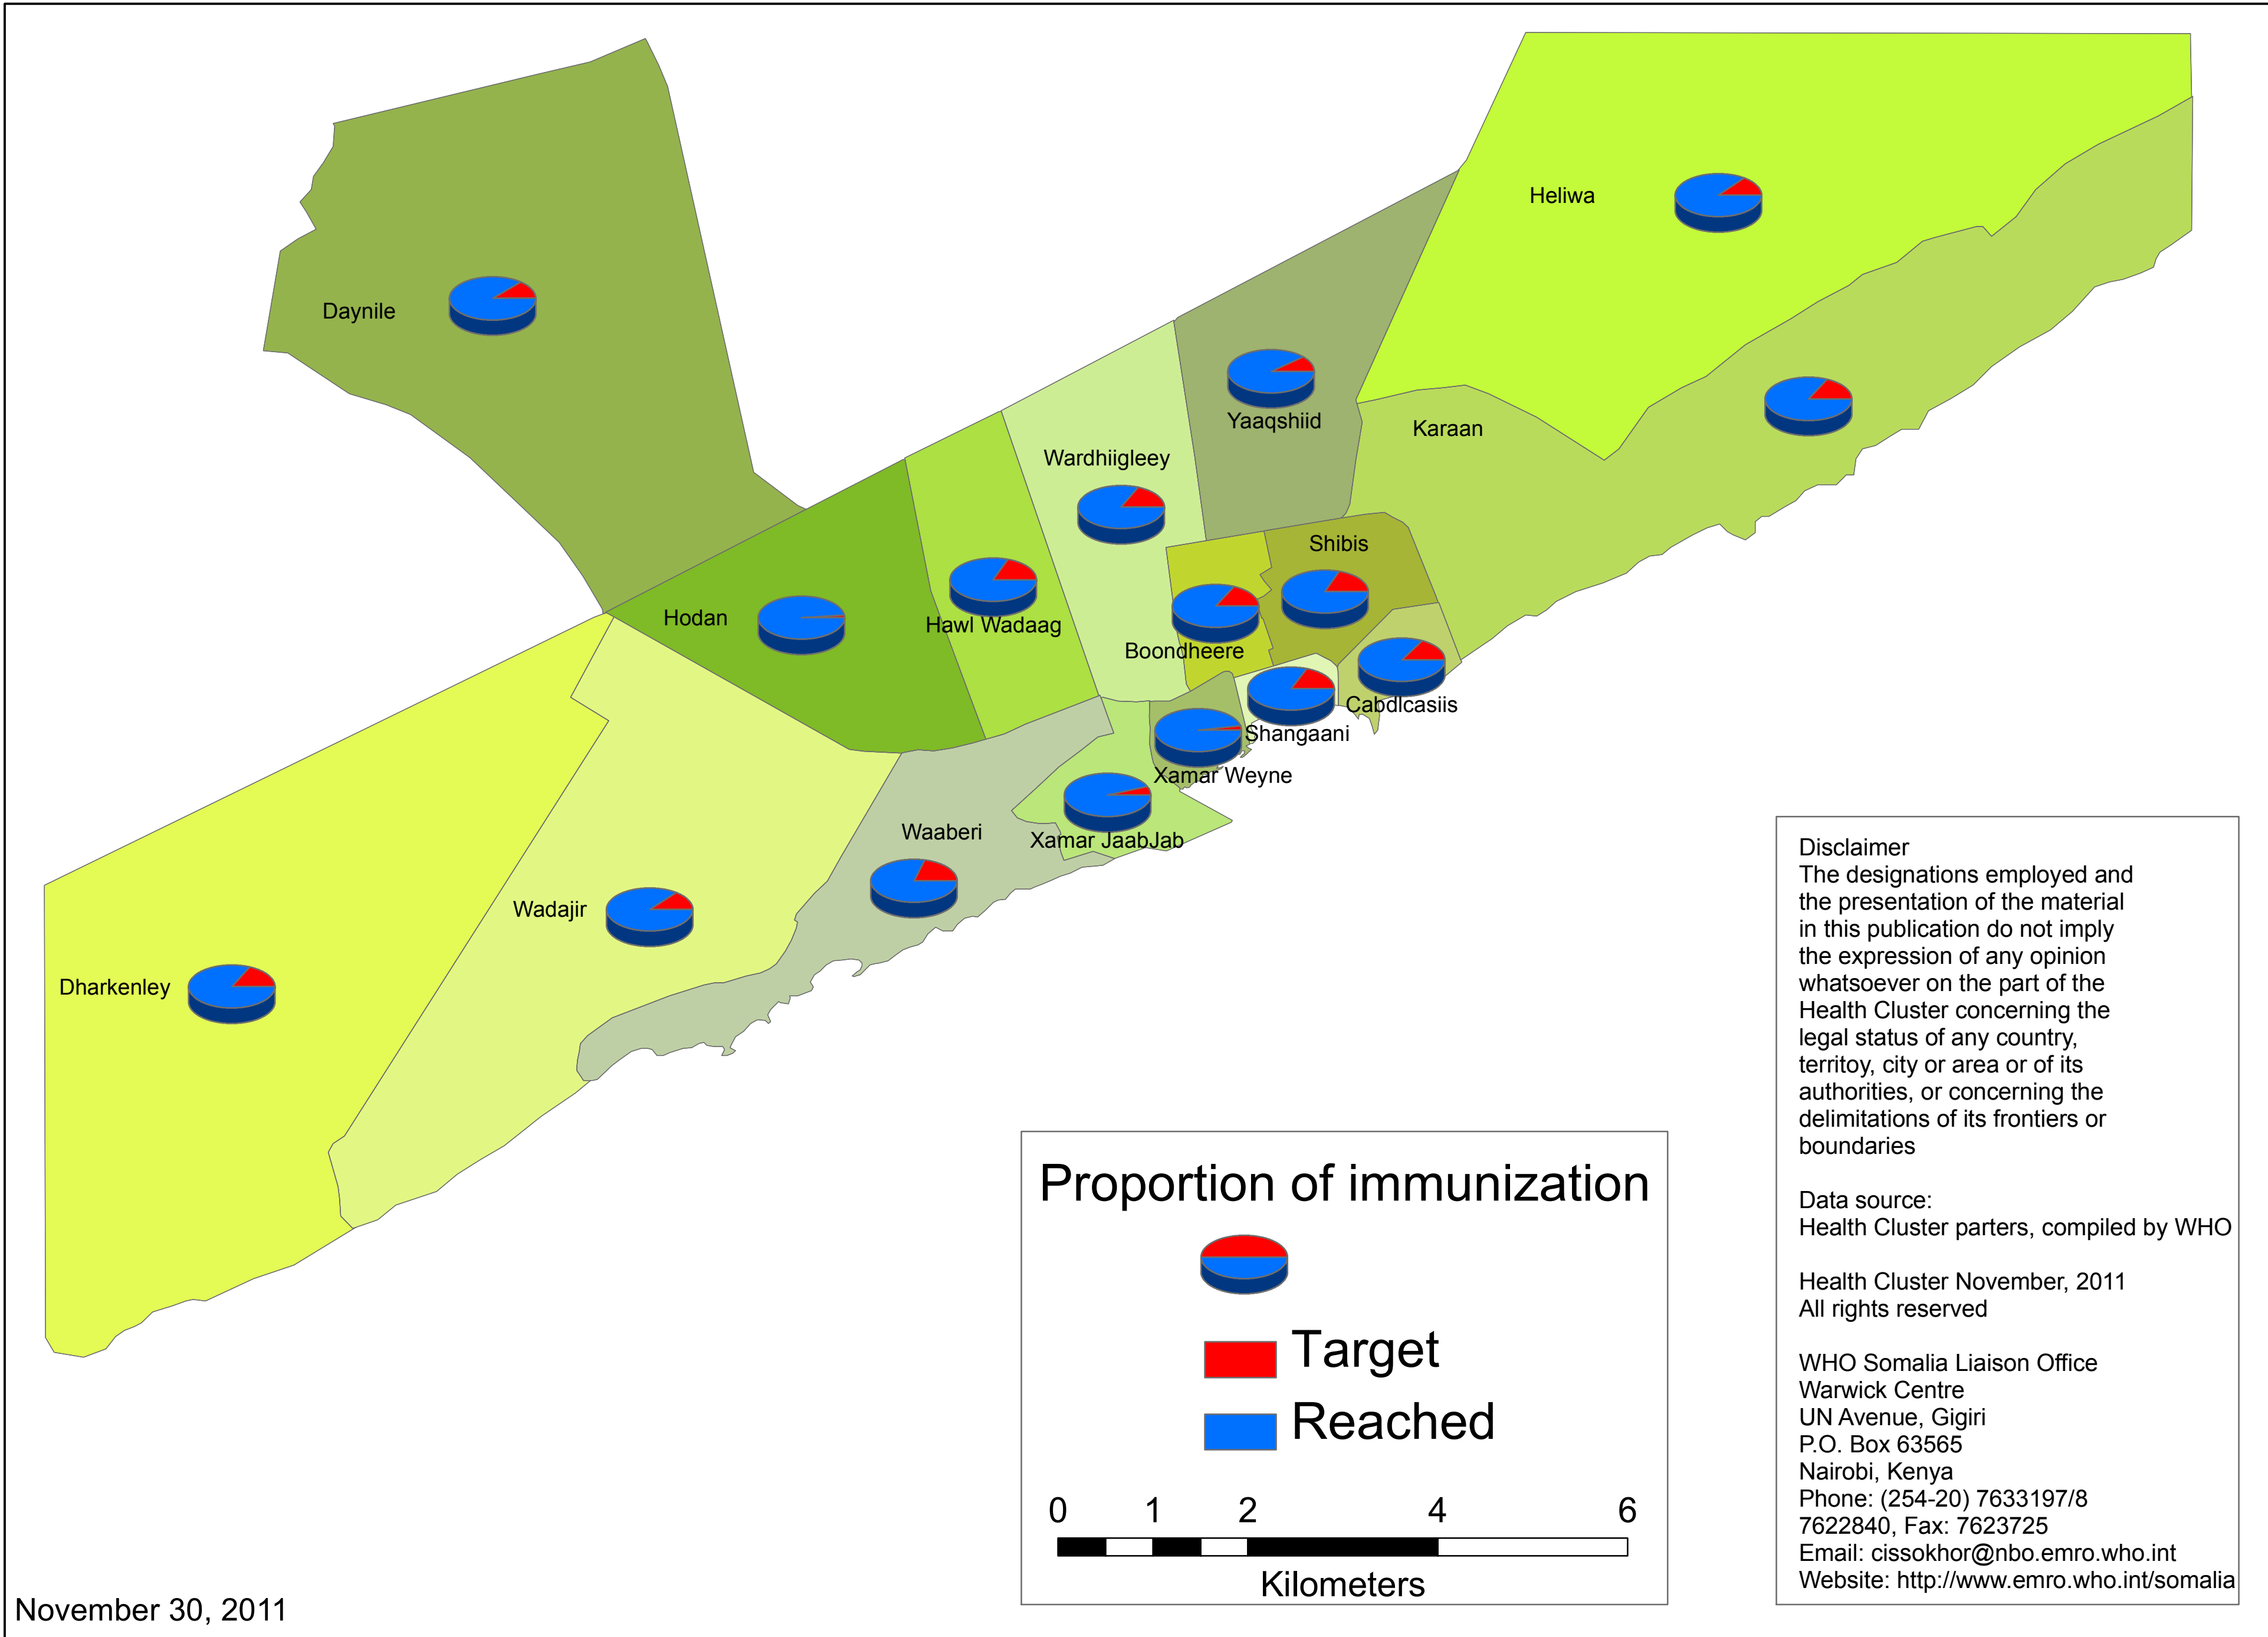 Heliwa
Daynile
Yaaqshiid
Karaan
Wardhiigleey
Shibis
Hodan
Hawl Wadaag
Boondheere
Cabdlcasiis
Shangaani
Xamar Weyne
Waaberi
Xamar JaabJab
Wadajir
Dharkenley
Proportion of immunization
Target
Reached
0 1 2 4 6
Kilometers
Disclaimer
The designations employed and
the presentation of the material
in this publication do not imply
the expression of any opinion
whatsoever on the part of the
Health Cluster concerning the
legal status of any country,
territoy, city or area or of its
authorities, or concerning the
delimitations of its frontiers or
boundaries
Data source:
Health Cluster parters, compiled by WHO
Health Cluster November, 2011
All rights reserved
WHO Somalia Liaison Office
Warwick Centre
UN Avenue, Gigiri
P.O. Box 63565
Nairobi, Kenya
Phone: (254-20) 7633197/8
7622840, Fax: 7623725
Email: cissokhor@nbo.emro.who.int
Website: http://www.emro.who.int/somalia
November 30, 2011